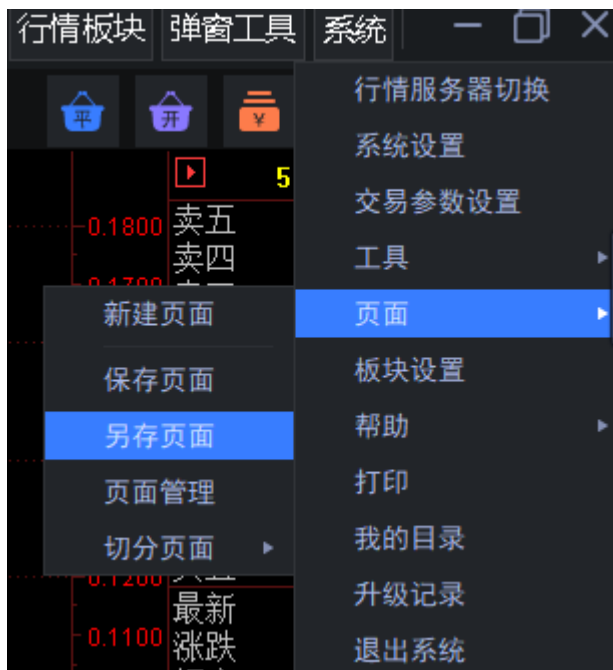 行情板块 弹窗工具 系统
平 开 ¥
行情服务器切换
系统设置
交易参数设置
工具
页面
板块设置
帮助
打印
我的目录
升级记录
退出系统
新建页面
保存页面
另存页面
页面管理
切分页面
5
0.1800 卖五
卖四
0.1200
最新
0.1100 涨跌